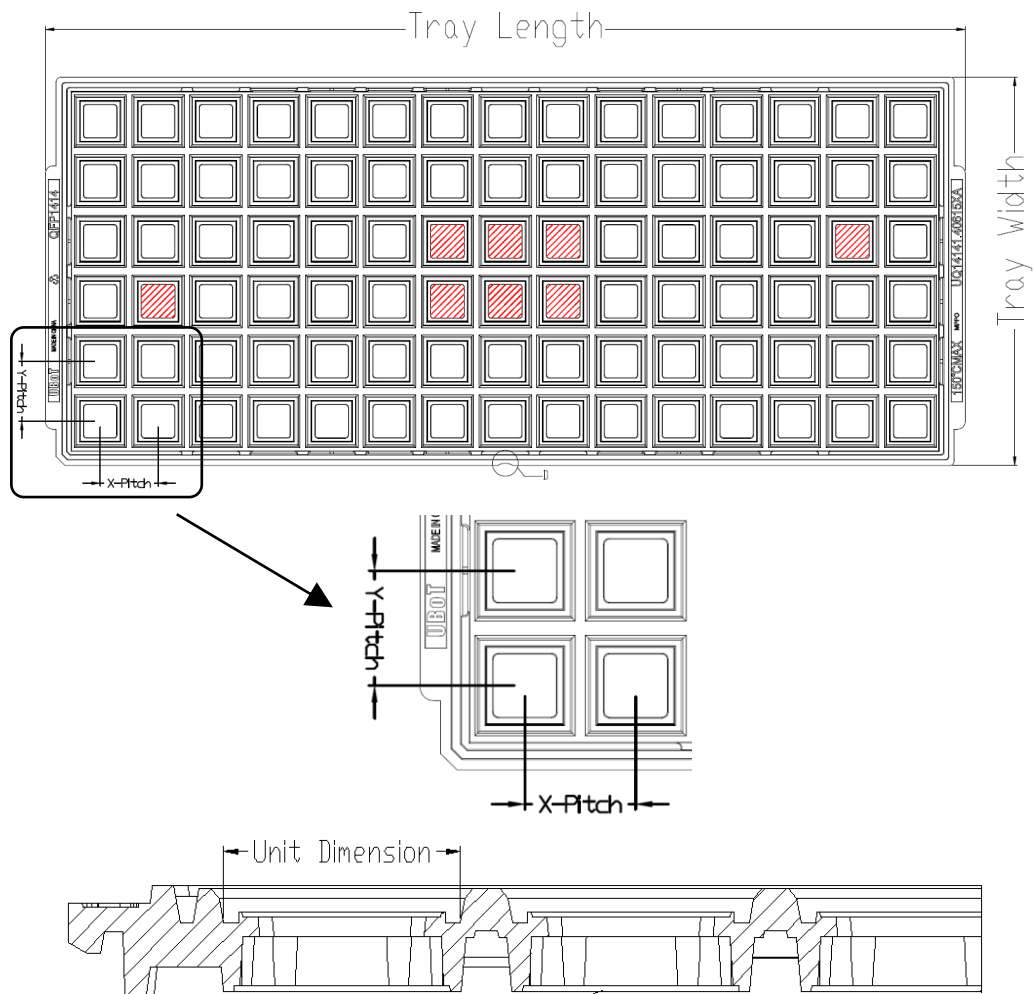 Tray Length
Tray Width
QFP1414
MADE IN CHINA
UBoT
UQ14141.40615XA
MPPO
150°CMAX
Y-Pitch
X-Pitch
D
MADE IN C
UBoT
Y-Pitch
X-Pitch
Unit Dimension